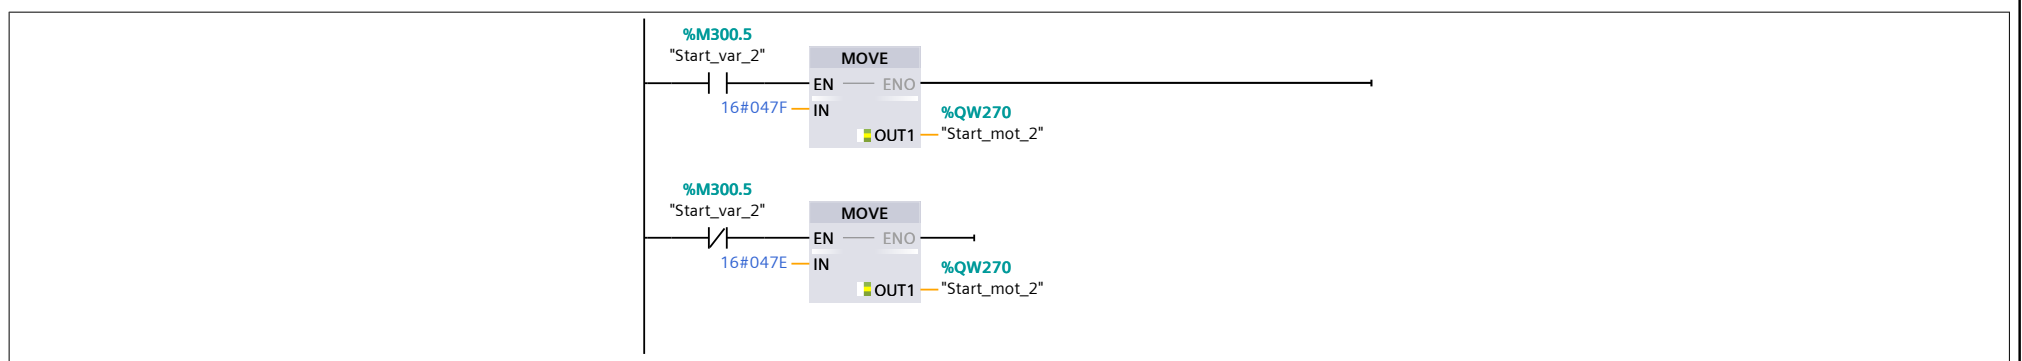 %M300.5
"Start_var_2"
MOVE
EN ENO
16#047F IN
%QW270
OUT1 "Start_mot_2"
%M300.5
"Start_var_2"
MOVE
EN ENO
16#047E IN
%QW270
OUT1 "Start_mot_2"